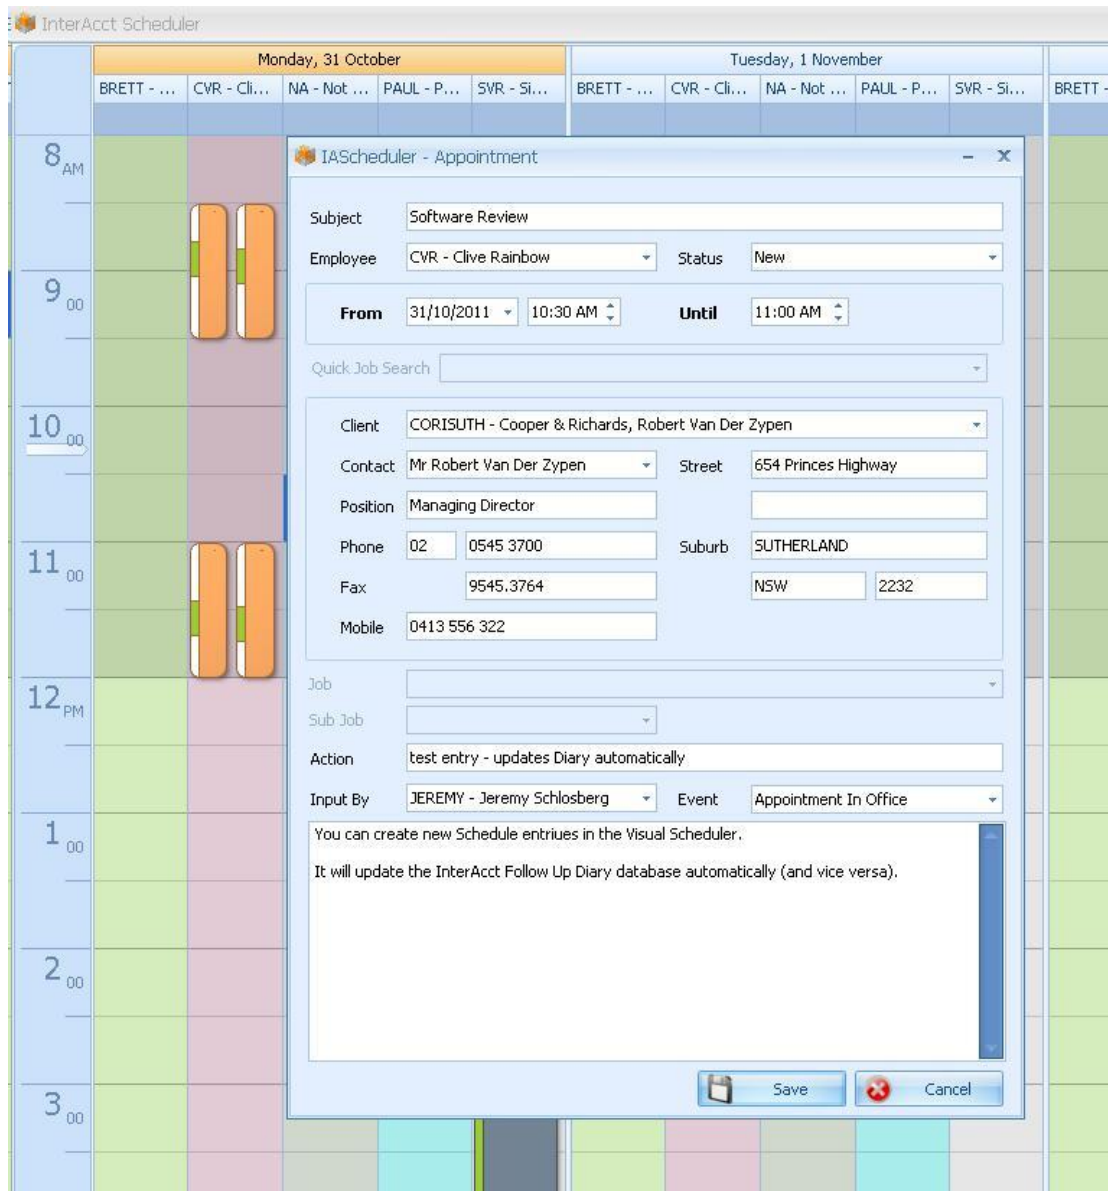 InterAcct Scheduler
Monday, 31 October
Tuesday, 1 November
BRETT - ... CVR - Cli... NA - Not ... PAUL - P... SVR - Si... BRETT - ... CVR - Cli... NA - Not ... PAUL - P... SVR - Si... BRETT -
8 AM
9 00
10 00
11 00
12 PM
1 00
2 00
3 00
IAScheduler - Appointment
Subject Software Review
Employee CVR - Clive Rainbow Status New
From 31/10/2011 10:30 AM Until 11:00 AM
Quick Job Search
Client CORISUTH - Cooper & Richards, Robert Van Der Zypen
Contact Mr Robert Van Der Zypen Street 654 Princes Highway
Position Managing Director
Phone 02 0545 3700 Suburb SUTHERLAND
Fax 9545.3764 NSW 2232
Mobile 0413 556 322
Job
Sub Job
Action test entry - updates Diary automatically
Input By JEREMY - Jeremy Schlosberg Event Appointment In Office
You can create new Schedule entriues in the Visual Scheduler.
It will update the InterAcct Follow Up Diary database automatically (and vice versa).
Save Cancel